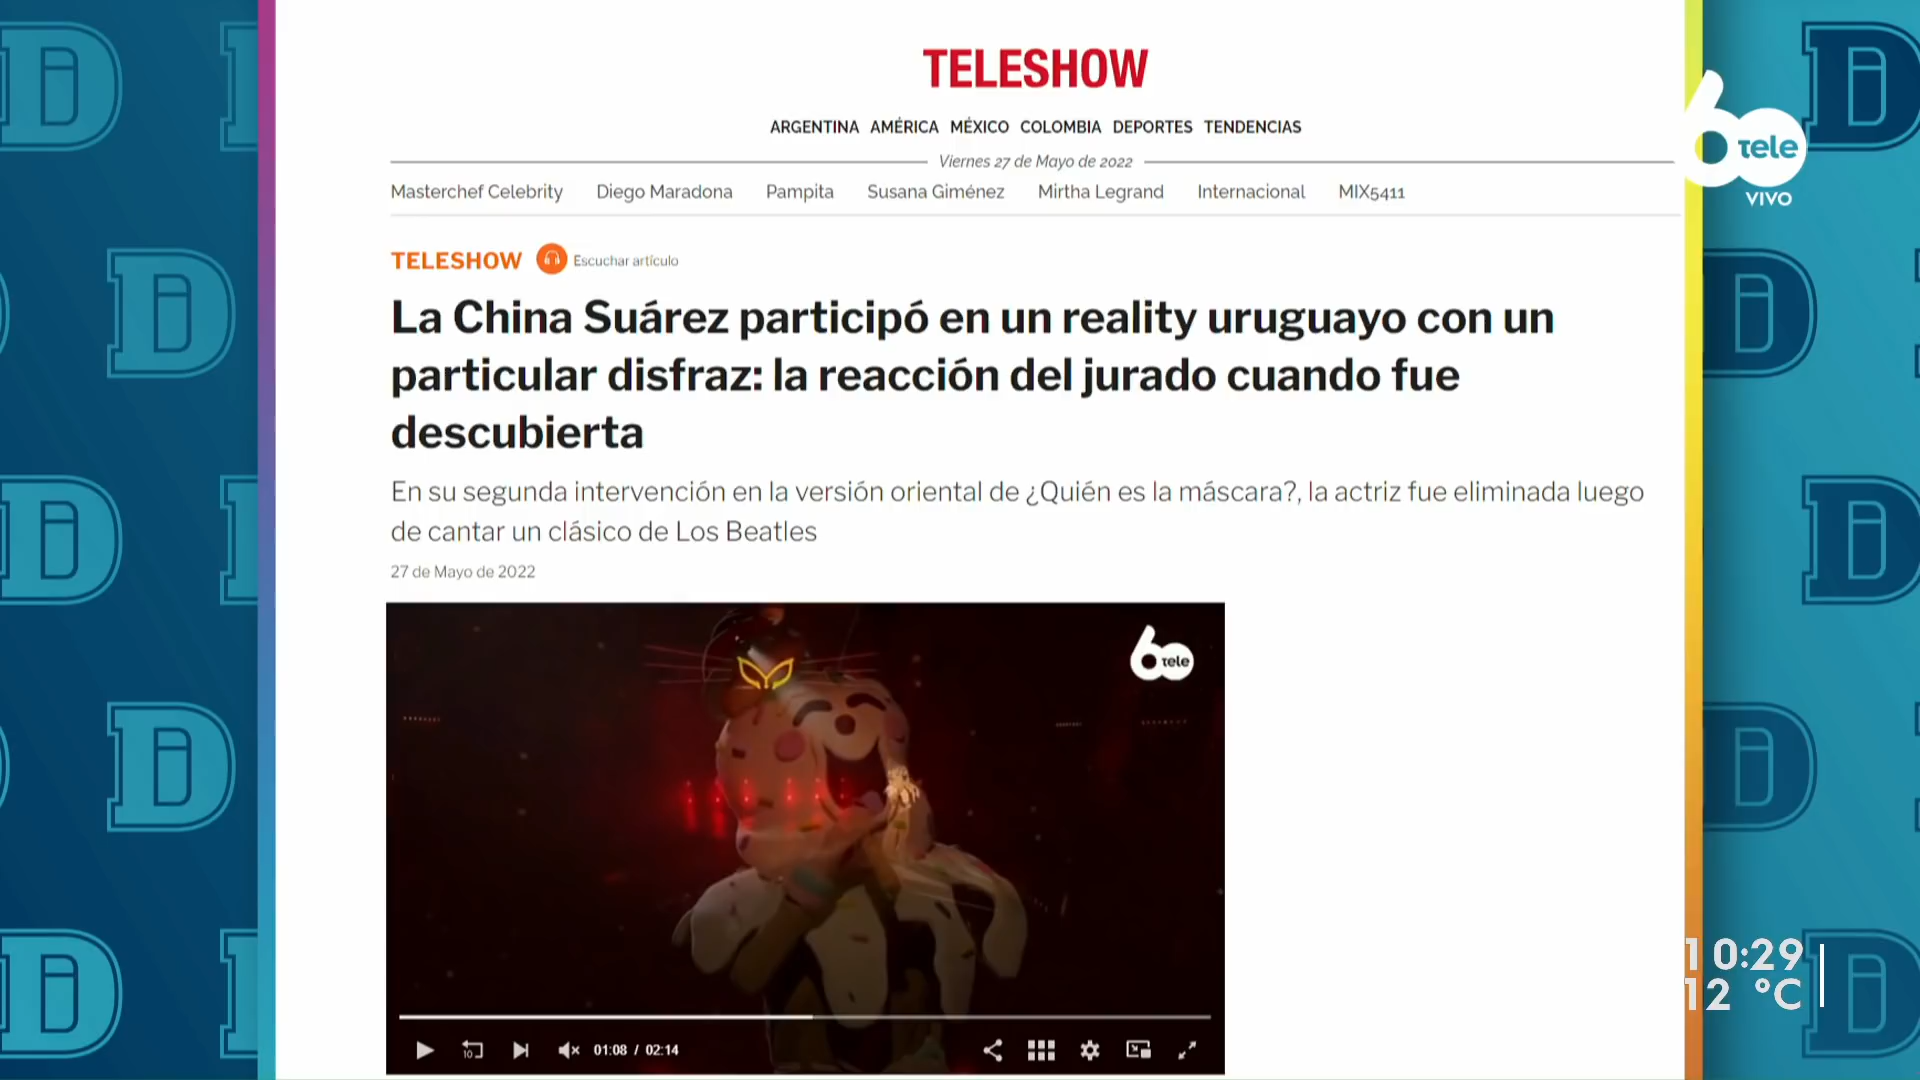 TELESHOW
ARGENTINA AMÉRICA MÉXICO COLOMBIA DEPORTES TENDENCIAS
Viernes 27 de Mayo de 2022
Masterchef Celebrity Diego Maradona Pampita Susana Giménez Mirtha Legrand Internacional MIX5411
6 tele
VIVO
TELESHOW Escuchar artículo
La China Suárez participó en un reality uruguayo con un
particular disfraz: la reacción del jurado cuando fue
descubierta
En su segunda intervención en la versión oriental de ¿Quién es la máscara?, la actriz fue eliminada luego
de cantar un clásico de Los Beatles
27 de Mayo de 2022
6 tele
10
01:08 / 02:14
10:29
12 °C
D D D D D D D D D D D D D D D D D D